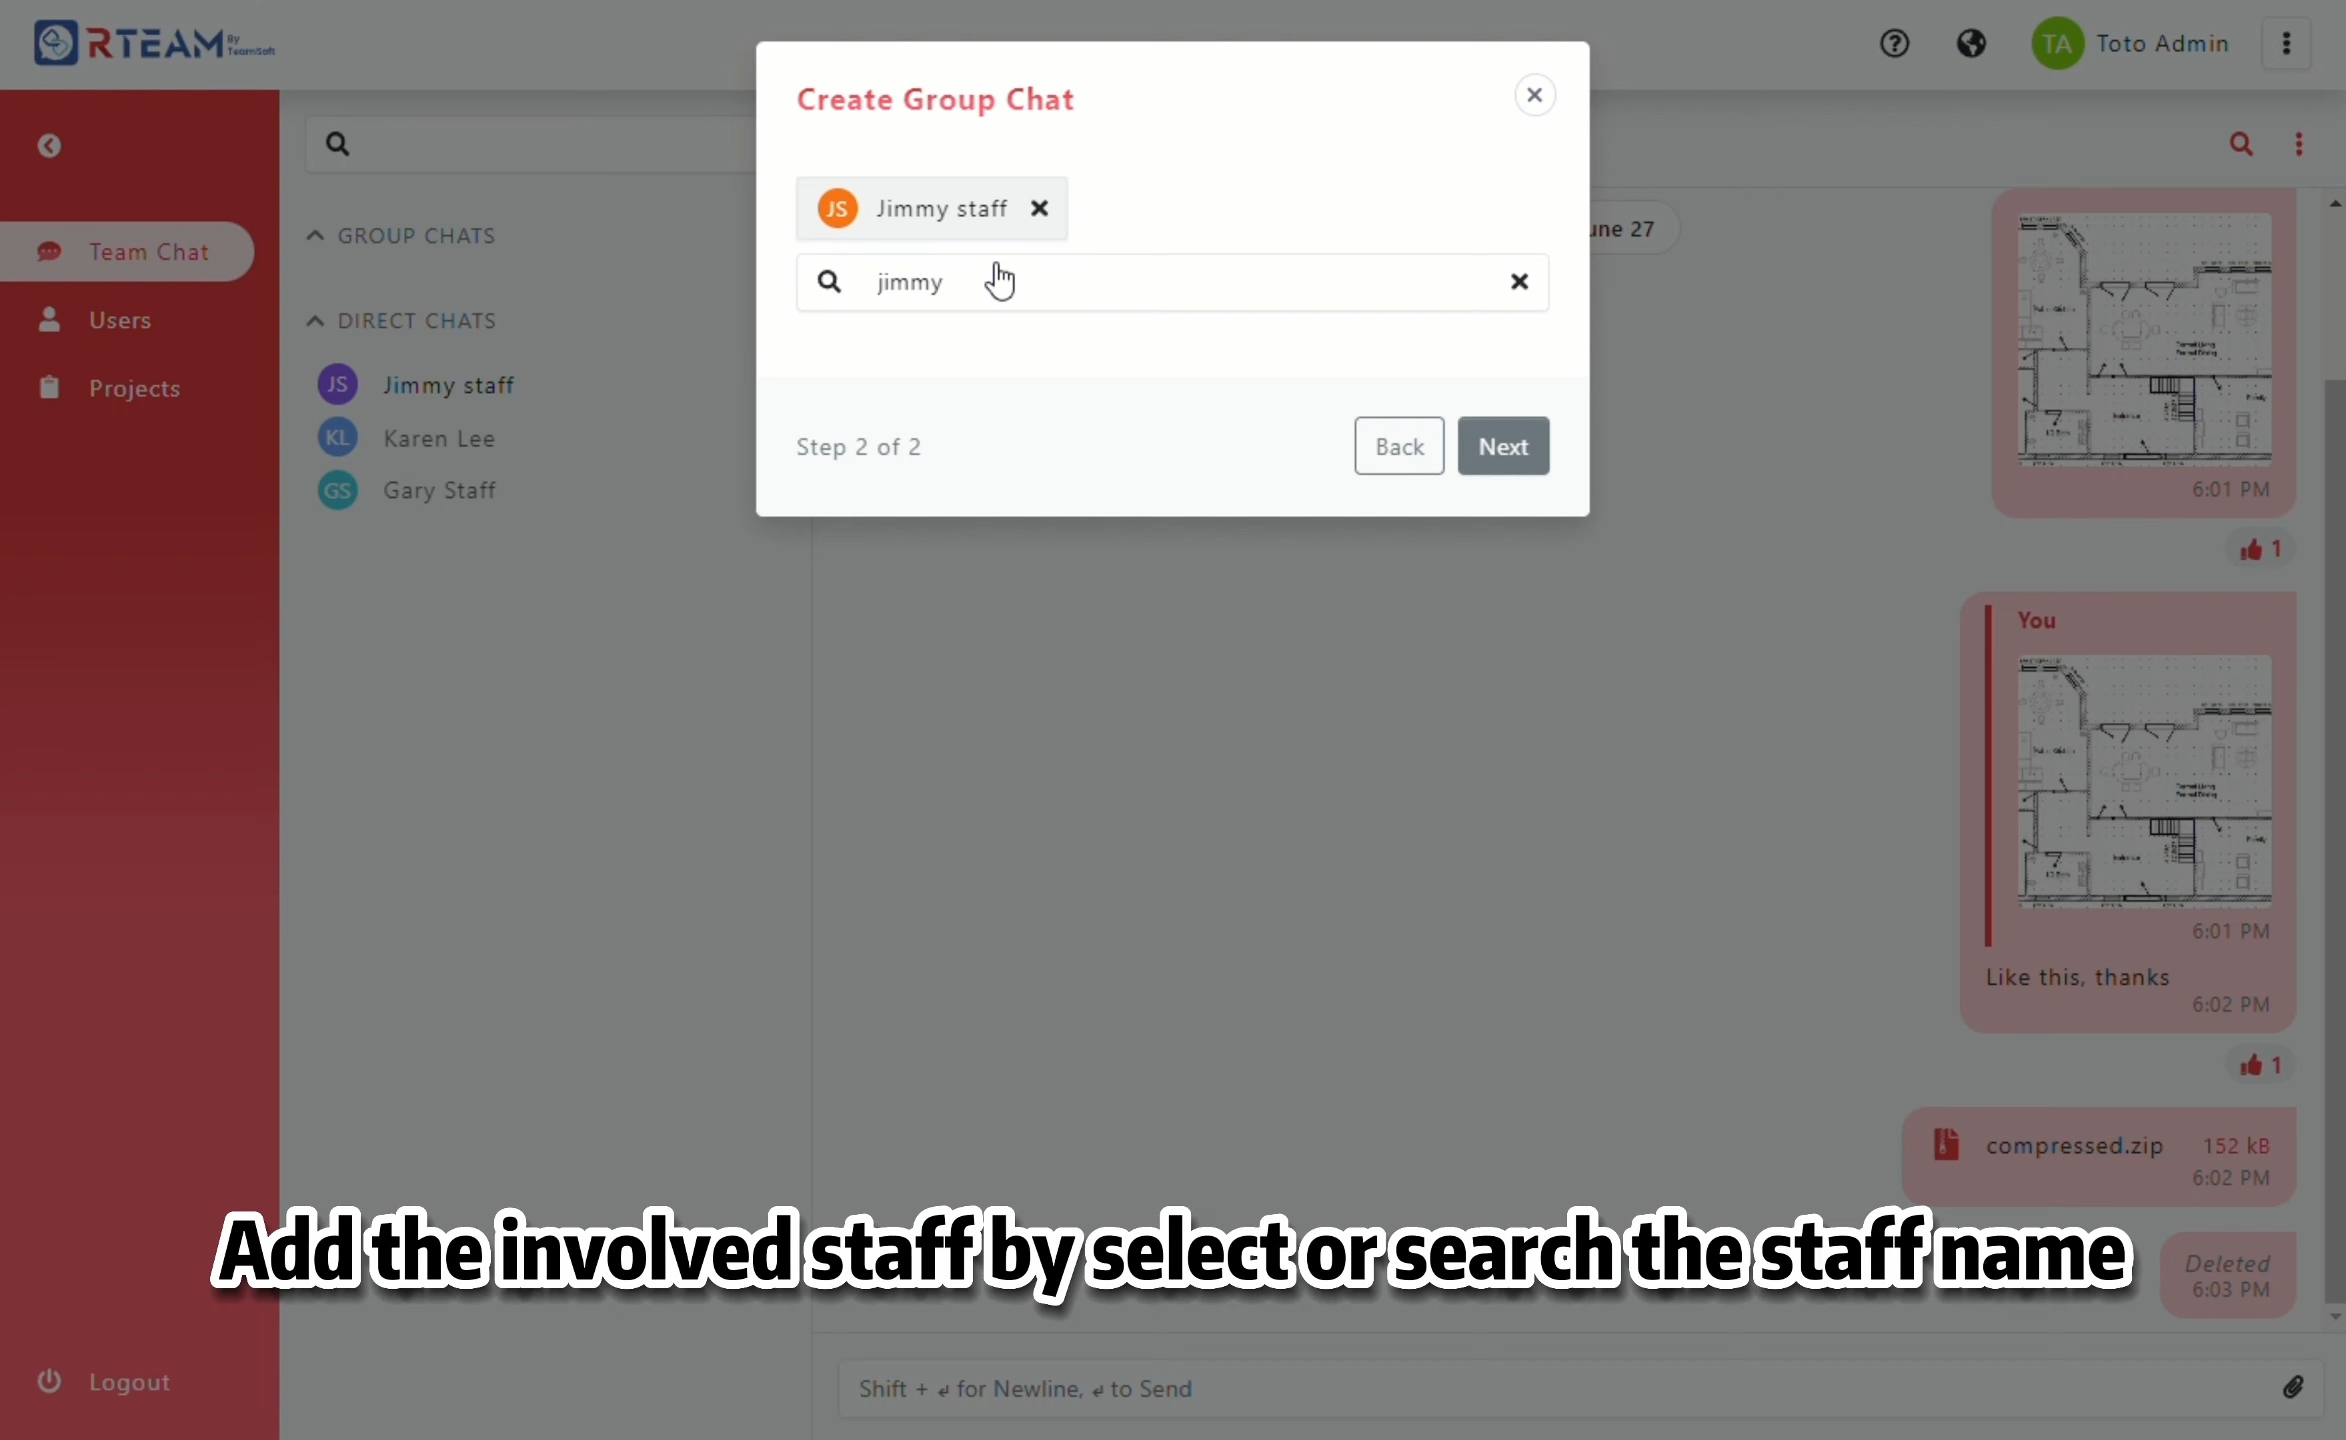 RTEAM By TeamSoft
TA Toto Admin
Create Group Chat
JS Jimmy staff
jimmy
Step 2 of 2
Back
Next
Team Chat
Users
Projects
Logout
GROUP CHATS
DIRECT CHATS
JS Jimmy staff
KL Karen Lee
GS Gary Staff
une 27
6:01 PM
1
You
6:01 PM
Like this, thanks
6:02 PM
1
compressed.zip 152 kB
6:02 PM
Deleted
6:03 PM
Add the involved staff by select or search the staff name
Shift + ↵ for Newline, ↵ to Send